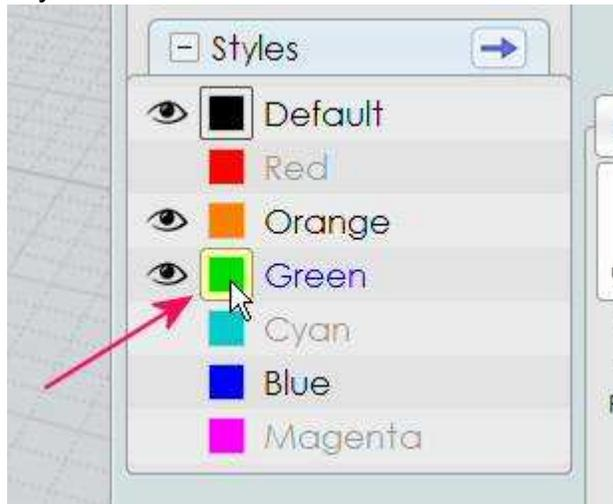 Styles
Default
Red
Orange
Green
Cyan
Blue
Magenta